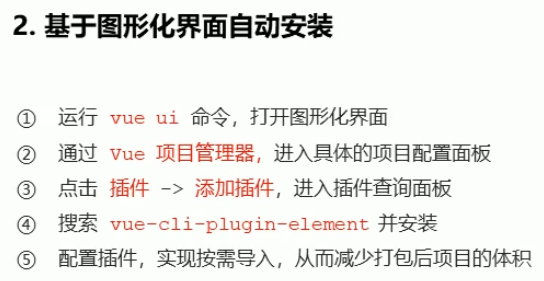 2. 基于图形化界面自动安装
① 运行 vue ui 命令，打开图形化界面
② 通过 Vue 项目管理器，进入具体的项目配置面板
③ 点击 插件 -> 添加插件，进入插件查询面板
④ 搜索 vue-cli-plugin-element 并安装
⑤ 配置插件，实现按需导入，从而减少打包后项目的体积